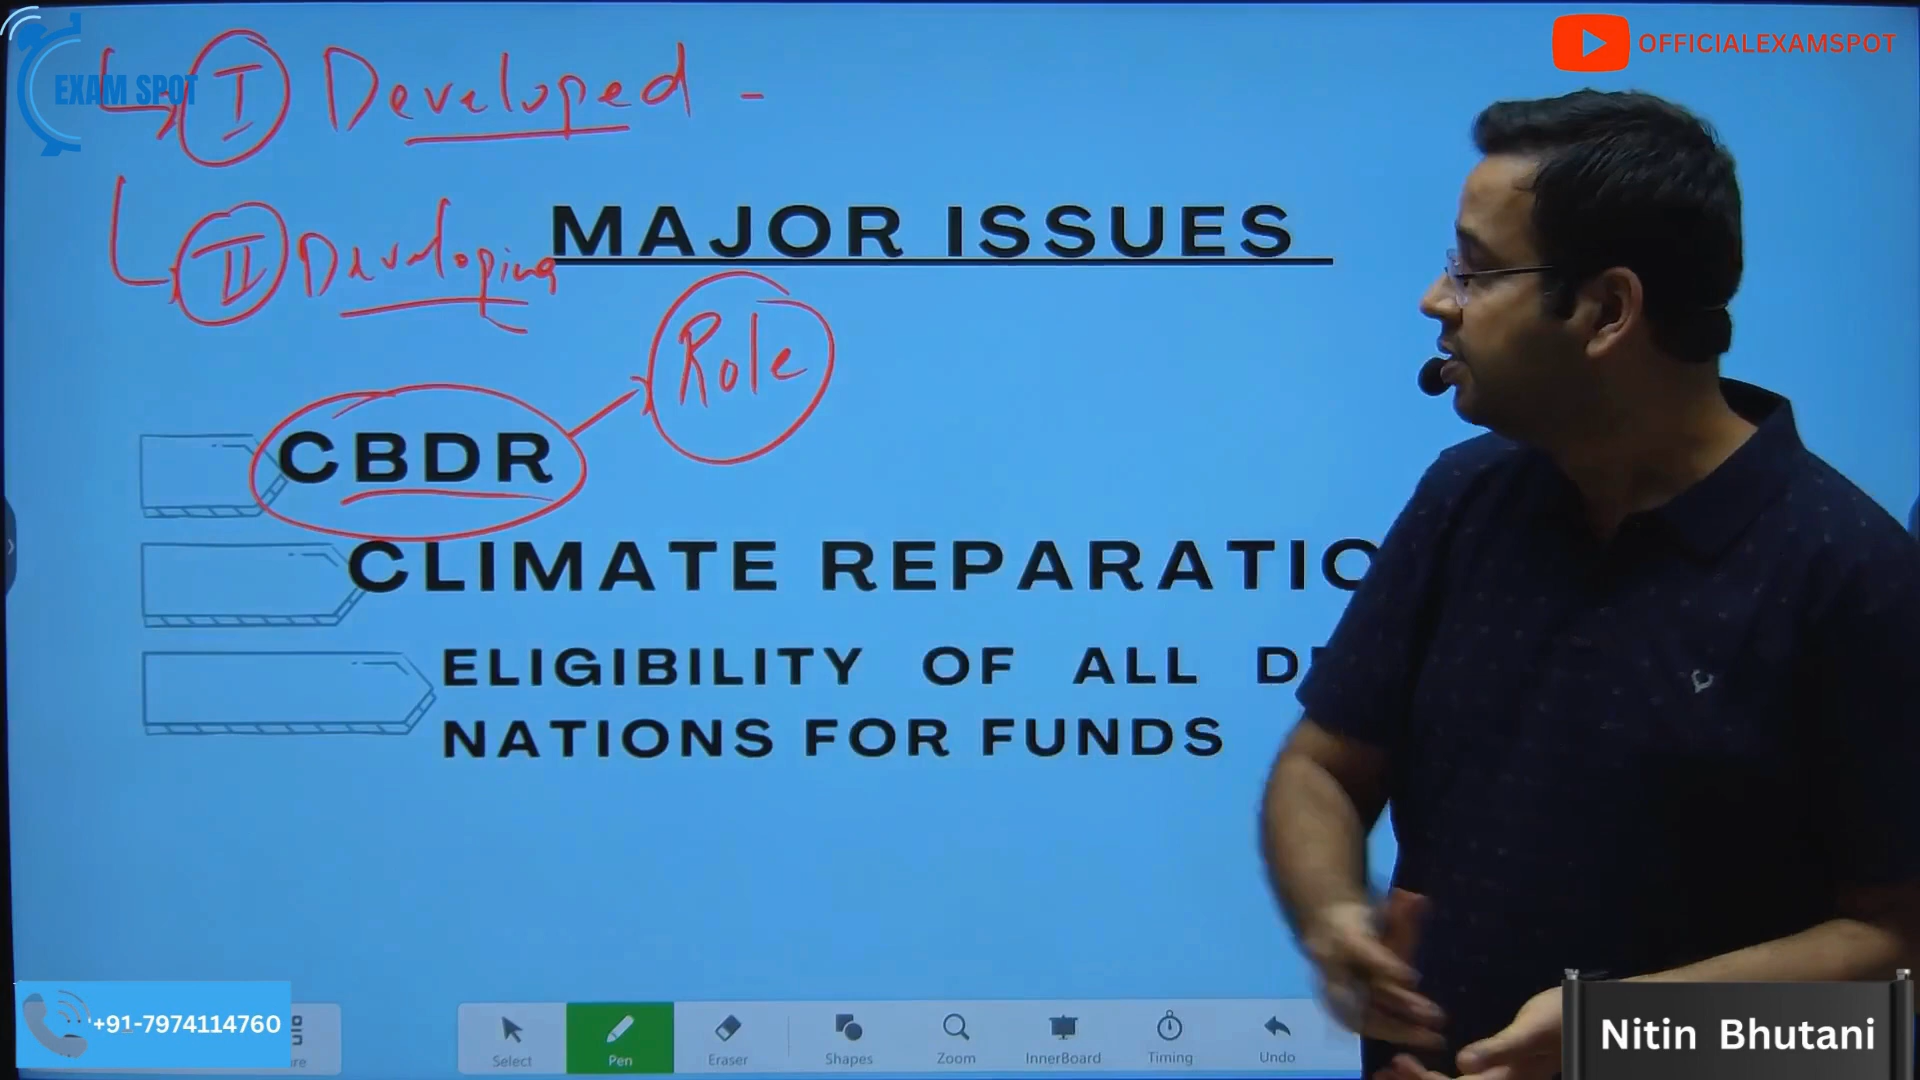 EXAM SPOT
OFFICIALEXAMSPOT
I Developed -
II Developing
MAJOR ISSUES
Role
CBDR
CLIMATE REPARATIO
ELIGIBILITY OF ALL
NATIONS FOR FUNDS
+91-7974114760
Select Pen Eraser Shapes Zoom InnerBoard Timing Undo
Nitin Bhutani